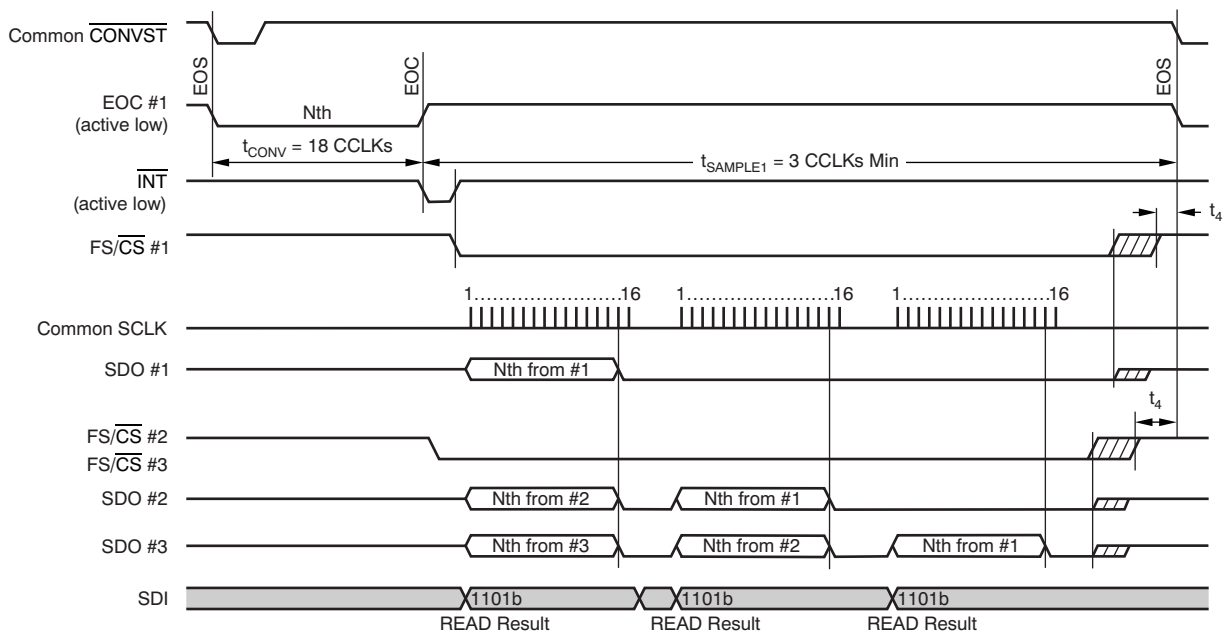 Common CONVST
EOS
EOC
EOS
EOC #1
(active low)
Nth
tCONV = 18 CCLKs
tSAMPLE1 = 3 CCLKs Min
INT
(active low)
t4
FS/CS #1
1.......................16
1.......................16
1.......................16
Common SCLK
SDO #1
Nth from #1
t4
FS/CS #2
FS/CS #3
SDO #2
Nth from #2
Nth from #1
SDO #3
Nth from #3
Nth from #2
Nth from #1
SDI
1101b
1101b
1101b
READ Result
READ Result
READ Result